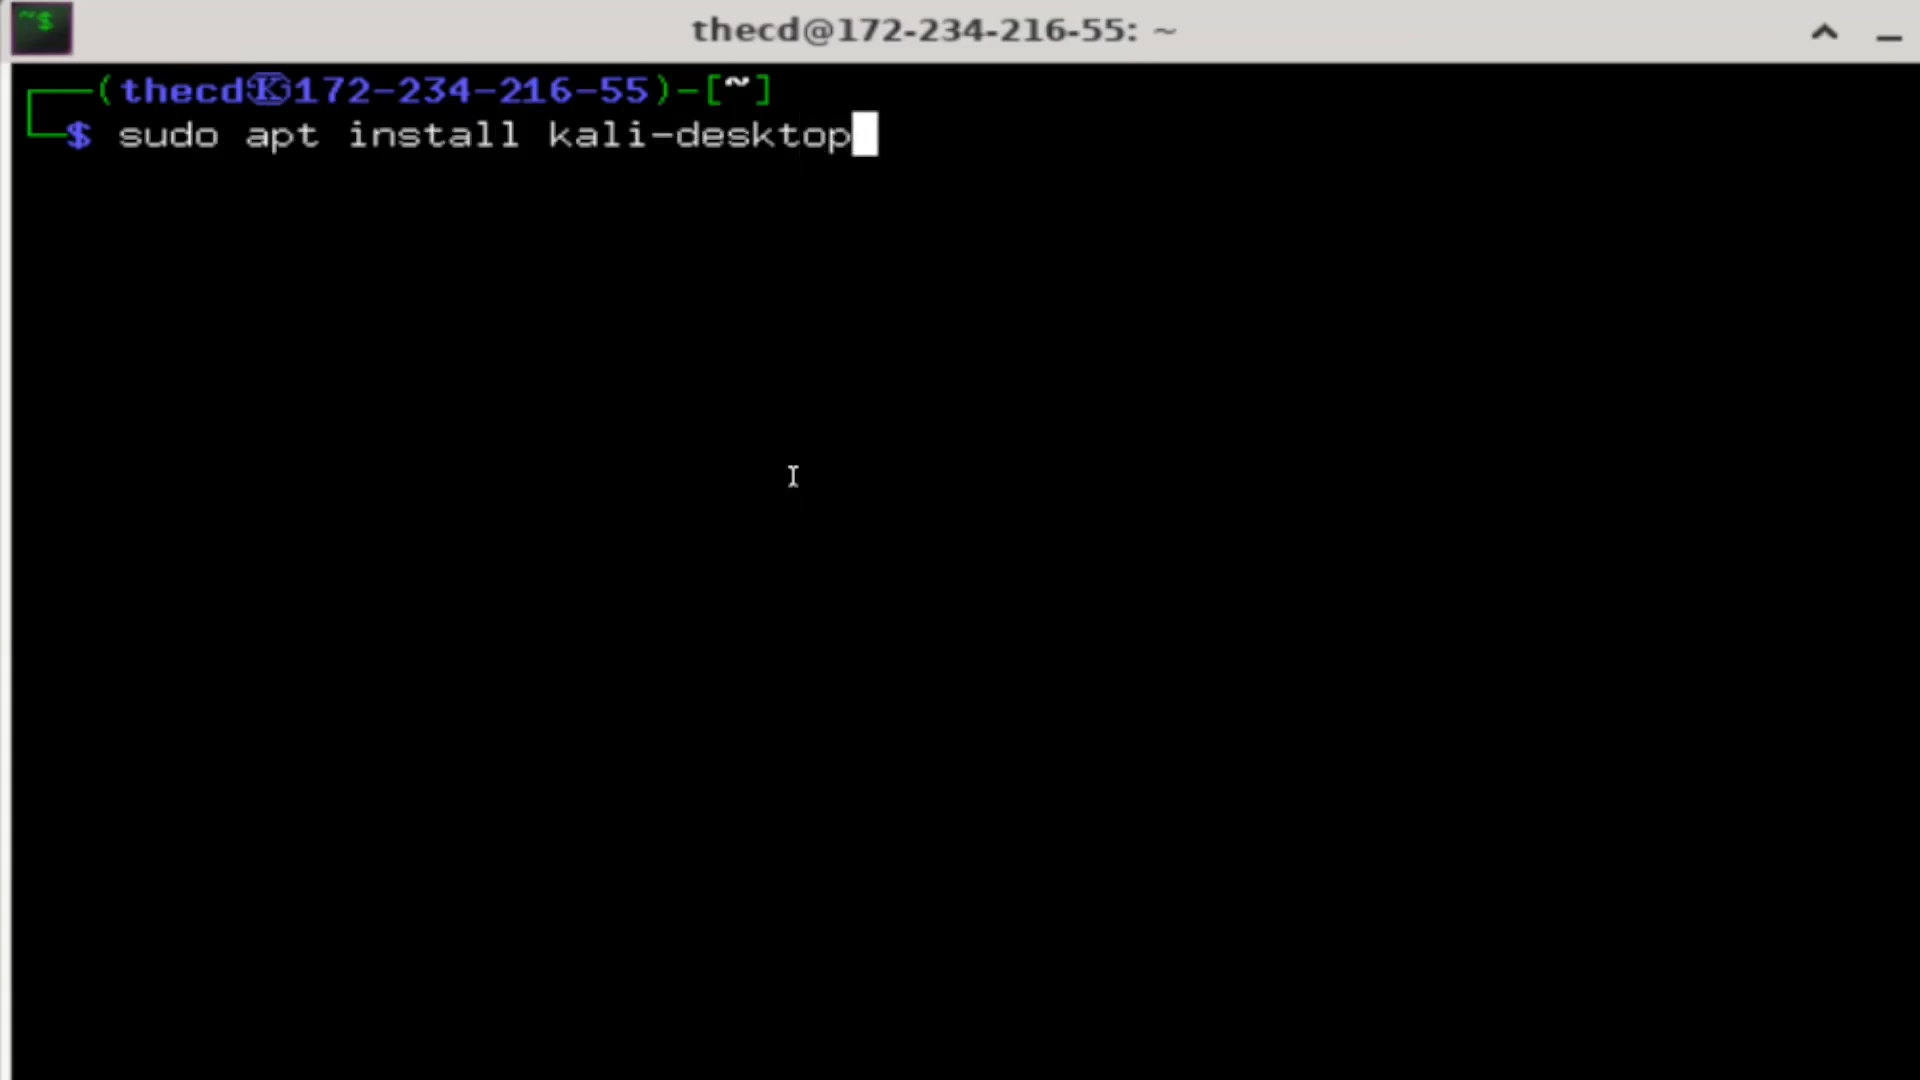 ~$
thecd@172-234-216-55: ~
┌──(thecd㉿172-234-216-55)-[~]
└─$ sudo apt install kali-desktop